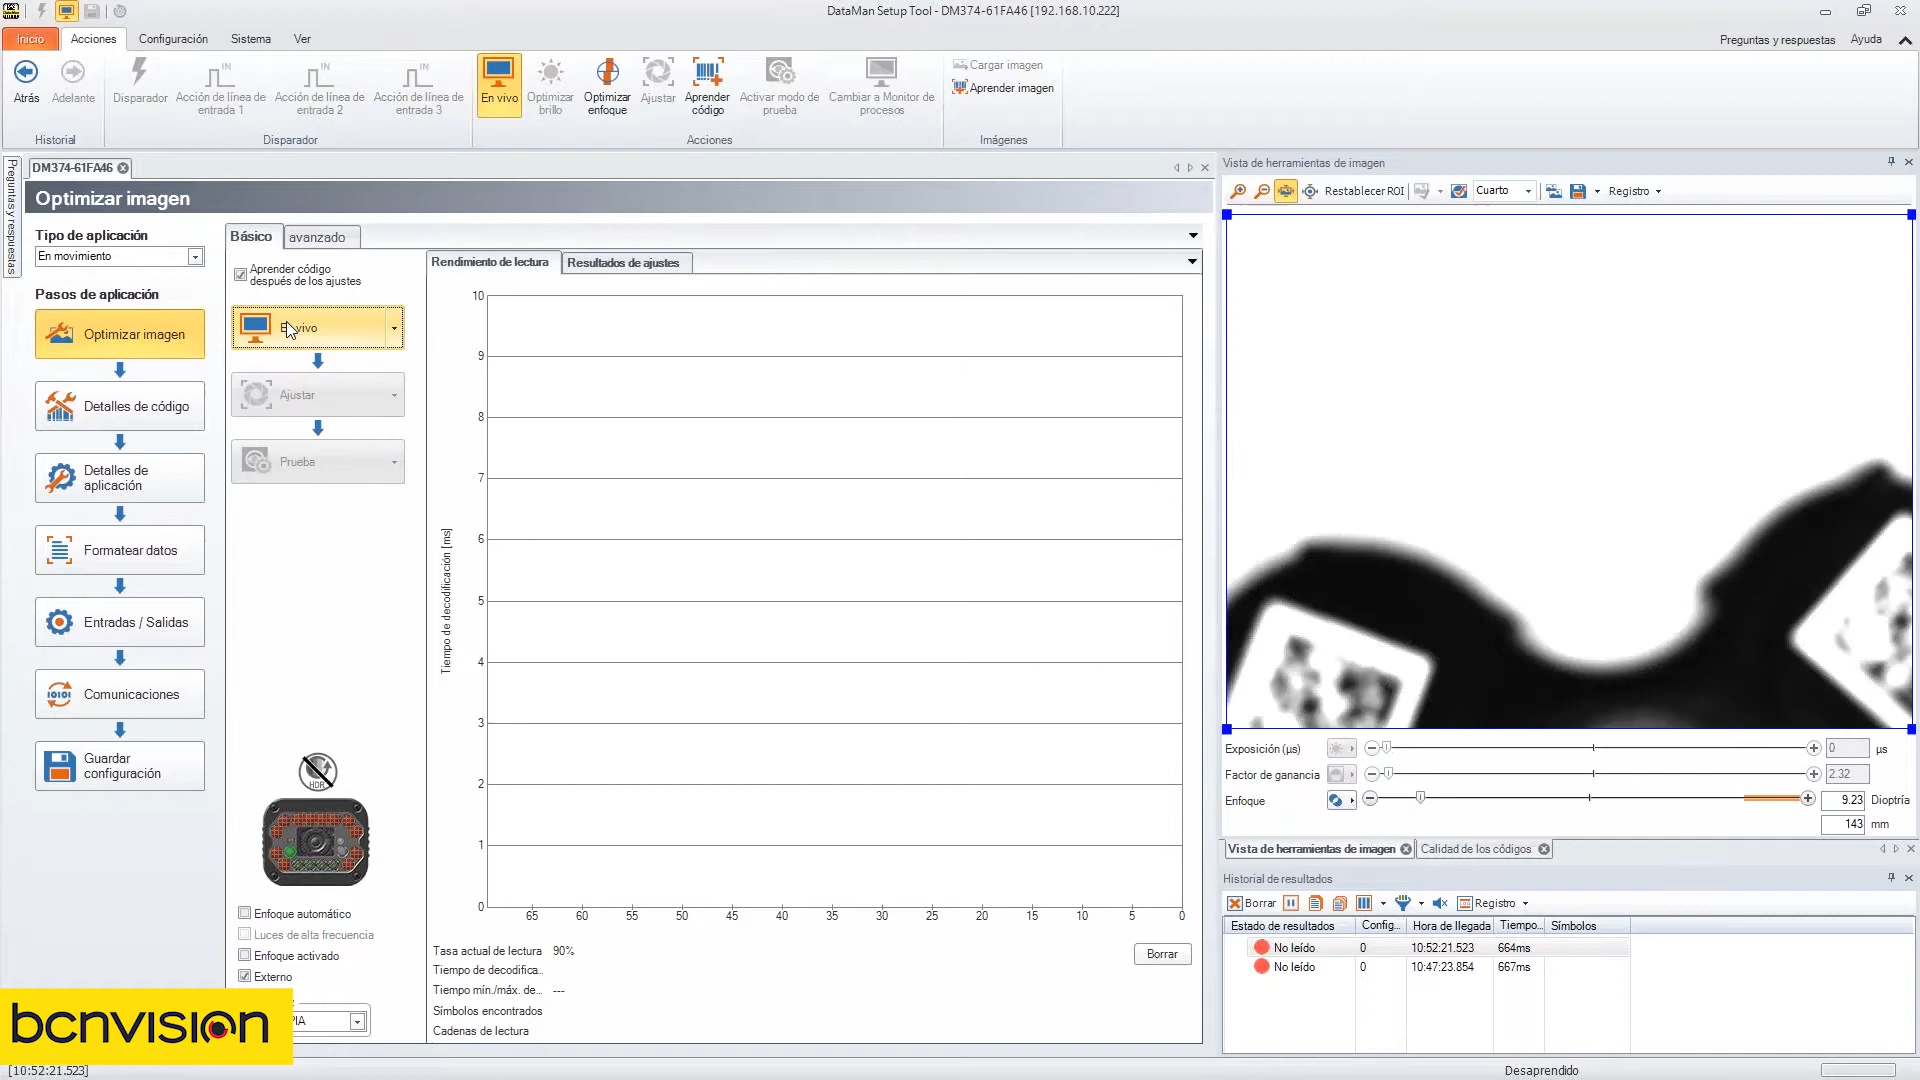 DataMan Setup Tool - DM374-61FA46 [192.168.10.222]
Inicio
Acciones
Configuración
Sistema
Ver
Preguntas y respuestas
Ayuda
Atrás
Adelante
Historial
Disparador
Acción de línea de
entrada 1
Acción de línea de
entrada 2
Acción de línea de
entrada 3
Disparador
En vivo
Optimizar
brillo
Optimizar
enfoque
Ajustar
Aprender
código
Activar modo de
prueba
Cambiar a Monitor de
procesos
Acciones
Cargar imagen
Aprender imagen
Imágenes
Preguntas y respuestas
DM374-61FA46
Optimizar imagen
Tipo de aplicación
En movimiento
Pasos de aplicación
Optimizar imagen
Detalles de código
Detalles de
aplicación
Formatear datos
Entradas / Salidas
Comunicaciones
Guardar
configuración
Básico
avanzado
Aprender código
después de los ajustes
En vivo
Ajustar
Prueba
HDR
Enfoque automático
Luces de alta frecuencia
Enfoque activado
Externo
Rendimiento de lectura
Resultados de ajustes
Tiempo de decodificación [ms]
10
9
8
7
6
5
4
3
2
1
0
65 60 55 50 45 40 35 30 25 20 15 10 5 0
Tasa actual de lectura 90%
Tiempo de decodifica...
Tiempo mín./máx. de... ---
Símbolos encontrados
Cadenas de lectura
Borrar
Vista de herramientas de imagen
Restablecer ROI
Cuarto
Registro
Exposición (µs) 0 µs
Factor de ganancia 2.32
Enfoque 9.23 Dioptría
143 mm
Vista de herramientas de imagen
Calidad de los códigos
Historial de resultados
Borrar
Registro
Estado de resultados Config... Hora de llegada Tiempo... Símbolos
No leído 0 10:52:21.523 664ms
No leído 0 10:47:23.854 667ms
bcnvision
[10:52:21.523]
Desaprendido